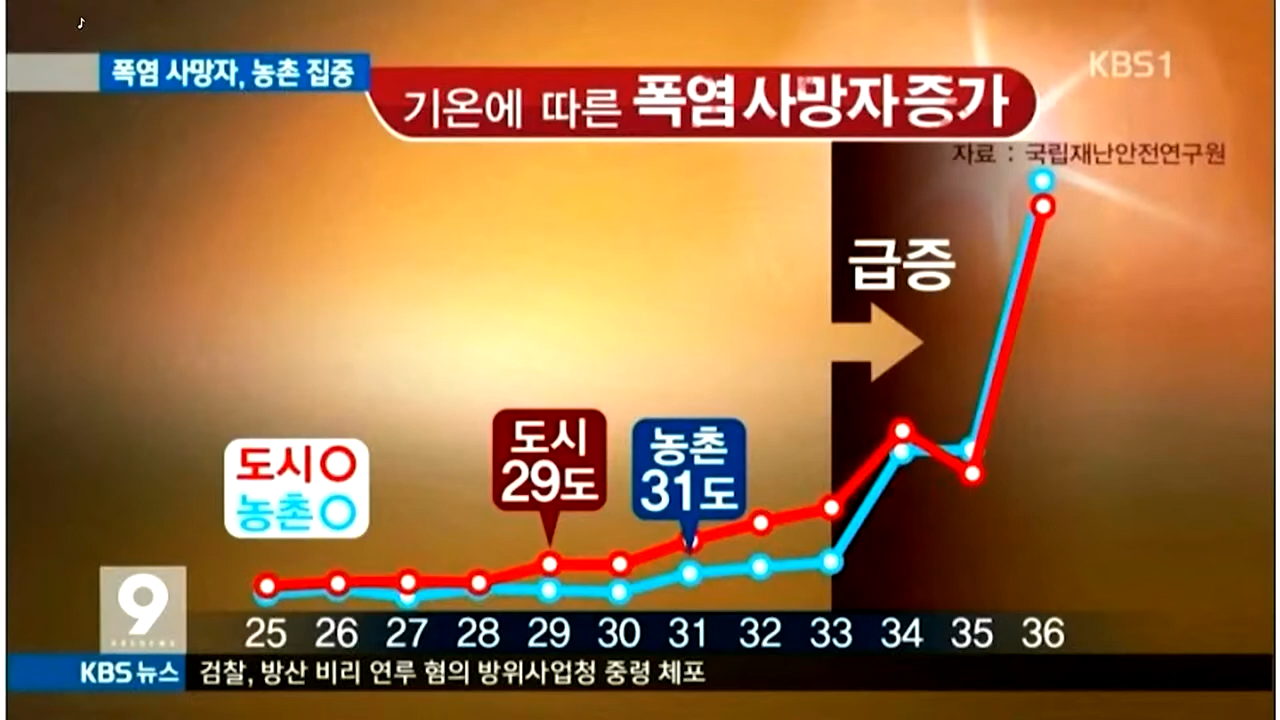 ♪
폭염 사망자, 농촌 집중
KBS1
기온에 따른 폭염 사망자 증가
자료 : 국립재난안전연구원
급증
도시
29도
농촌
31도
도시
농촌
9
25 26 27 28 29 30 31 32 33 34 35 36
KBS 뉴스 검찰, 방산 비리 연루 혐의 방위사업청 중령 체포